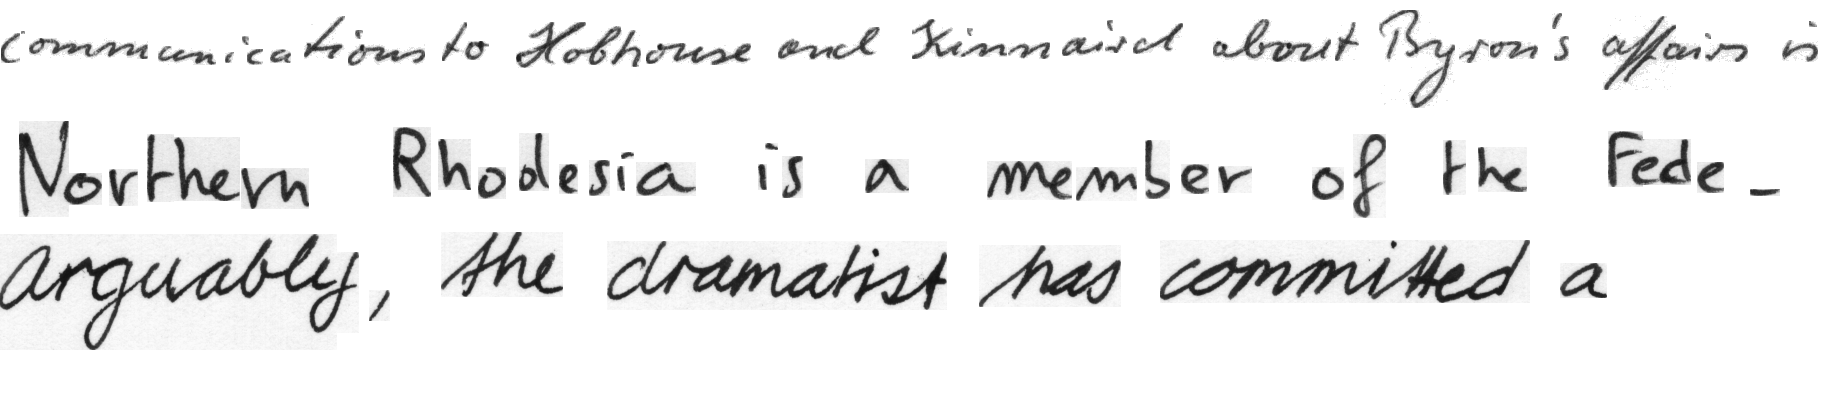 communications to Hobhouse and Kinnaird about Byron's affairs is
Northern Rhodesia is a member of the Fede-
arguably, the dramatist has committed a